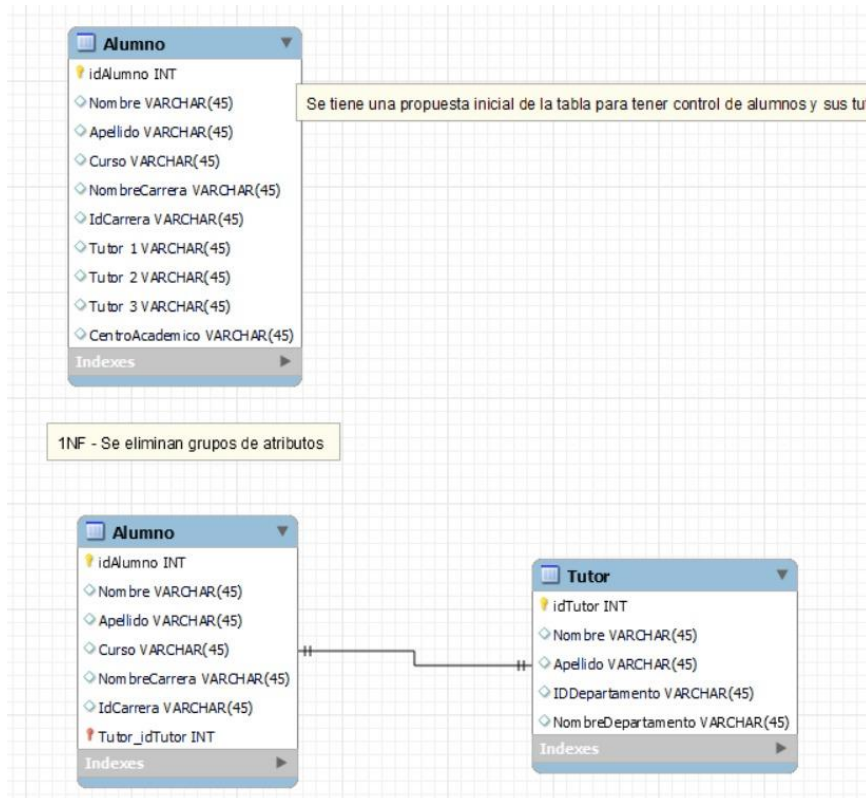 Alumno
idAlumno INT
Nombre VARCHAR(45)
Se tiene una propuesta inicial de la tabla para tener control de alumnos y sus tu
Apellido VARCHAR(45)
Curso VARCHAR(45)
NombreCarrera VARCHAR(45)
IdCarrera VARCHAR(45)
Tutor 1 VARCHAR(45)
Tutor 2 VARCHAR(45)
Tutor 3 VARCHAR(45)
CentroAcademico VARCHAR(45)
Indexes
1NF - Se eliminan grupos de atributos
Alumno
idAlumno INT
Nombre VARCHAR(45)
Apellido VARCHAR(45)
Curso VARCHAR(45)
NombreCarrera VARCHAR(45)
IdCarrera VARCHAR(45)
Tutor_idTutor INT
Indexes
Tutor
idTutor INT
Nombre VARCHAR(45)
Apellido VARCHAR(45)
IDDepartamento VARCHAR(45)
NombreDepartamento VARCHAR(45)
Indexes